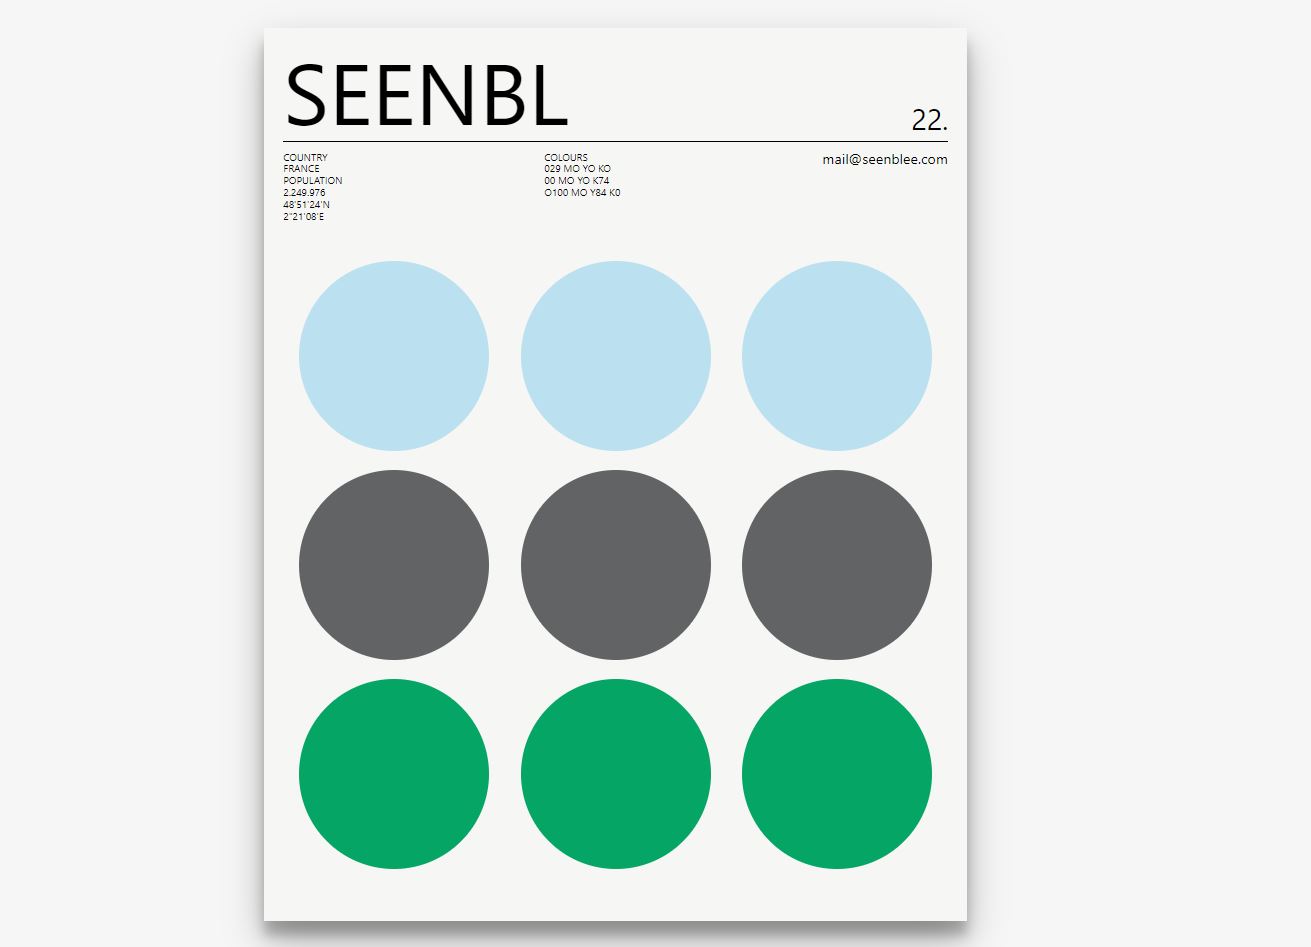 SEENBL
22.
COUNTRY
FRANCE
POPULATION
2.249.976
48'51'24'N
2"21'08'E
COLOURS
029 MO YO KO
00 MO YO K74
O100 MO Y84 K0
mail@seenblee.com